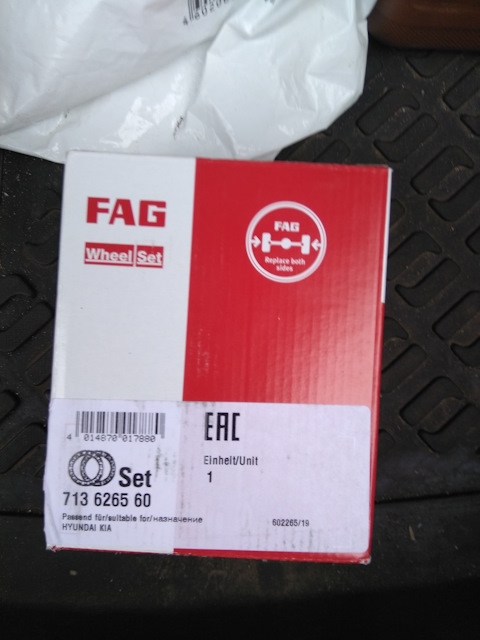 FAG
Wheel Set
FAG
Replace both
sides
4 014870 017880
EAC
Einheit/Unit
1
Set
713 6265 60
Passend für/suitable for/назначение
HYUNDAI KIA
602265/19